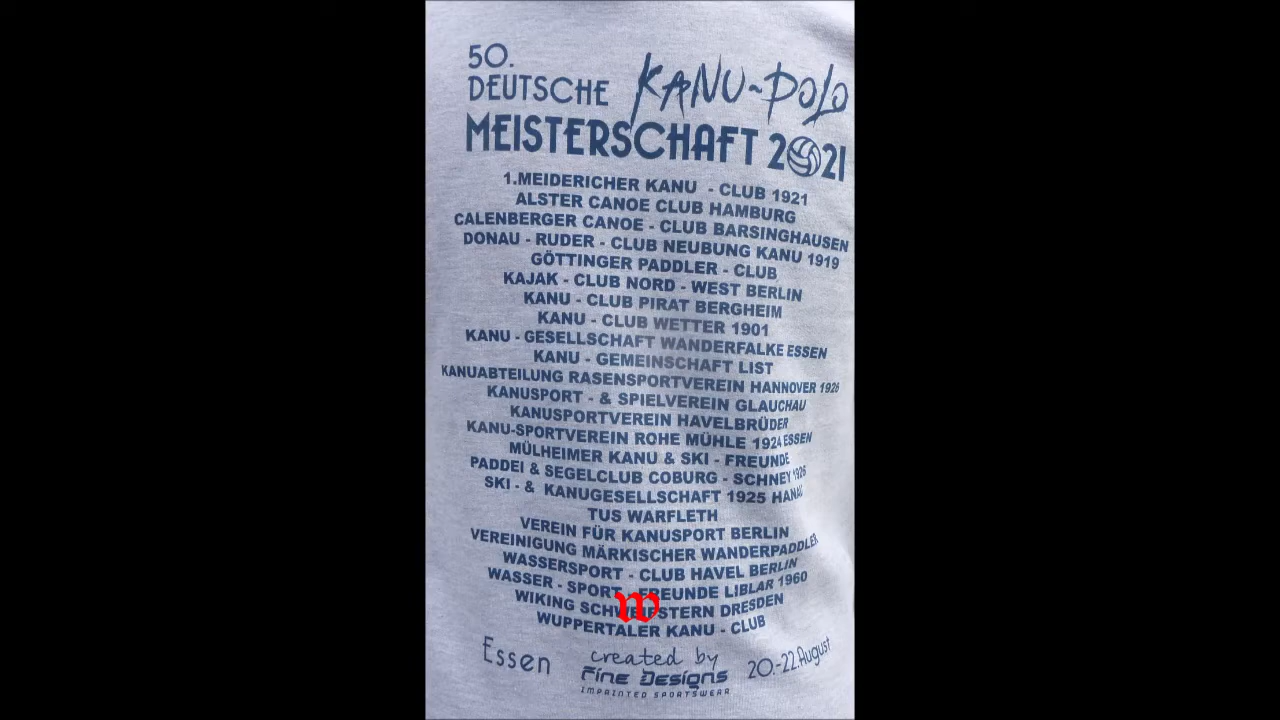 50.
DEUTSCHE KANU-POLO
MEISTERSCHAFT 2021
1.MEIDERICHER KANU - CLUB 1921
ALSTER CANOE CLUB HAMBURG
CALENBERGER CANOE - CLUB BARSINGHAUSEN
DONAU - RUDER - CLUB NEUBUNG KANU 1919
GÖTTINGER PADDLER - CLUB
KAJAK - CLUB NORD - WEST BERLIN
KANU - CLUB PIRAT BERGHEIM
KANU - CLUB WETTER 1901
KANU - GESELLSCHAFT WANDERFALKE ESSEN
KANU - GEMEINSCHAFT LIST
KANUABTEILUNG RASENSPORTVEREIN HANNOVER 1926
KANUSPORT - & SPIELVEREIN GLAUCHAU
KANUSPORTVEREIN HAVELBRÜDER
KANU-SPORTVEREIN ROHE MÜHLE 1924 ESSEN
MÜLHEIMER KANU & SKI - FREUNDE
PADDEI & SEGELCLUB COBURG - SCHNEY 1926
SKI - & KANUGESELLSCHAFT 1925 HANAU
TUS WARFLETH
VEREIN FÜR KANUSPORT BERLIN
VEREINIGUNG MÄRKISCHER WANDERPADDLER
WASSERSPORT - CLUB HAVEL BERLIN
WASSER - SPORT - FREUNDE LIBLAR 1960
WIKING SCHWEIFSTERN DRESDEN
WUPPERTALER KANU - CLUB
w
Essen
created by
Fine Designs
IMPRINTED SPORTSWEAR
20.-22.August